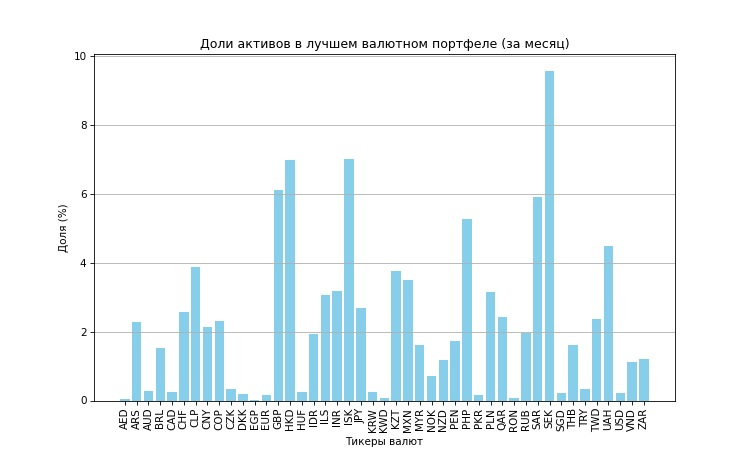 Доли активов в лучшем валютном портфеле (за месяц)
Доля (%)
10
8
6
4
2
0
AED ARS AUD BRL CAD CHF CLP CNY COP CZK DKK EGP EUR GBP HKD HUF IDR ILS INR ISK JPY KRW KWD KZT MXN MYR NOK NZD PEN PHP PKR PLN QAR RON RUB SAR SEK SGD THB TRY TWD UAH USD VND ZAR
Тикеры валют